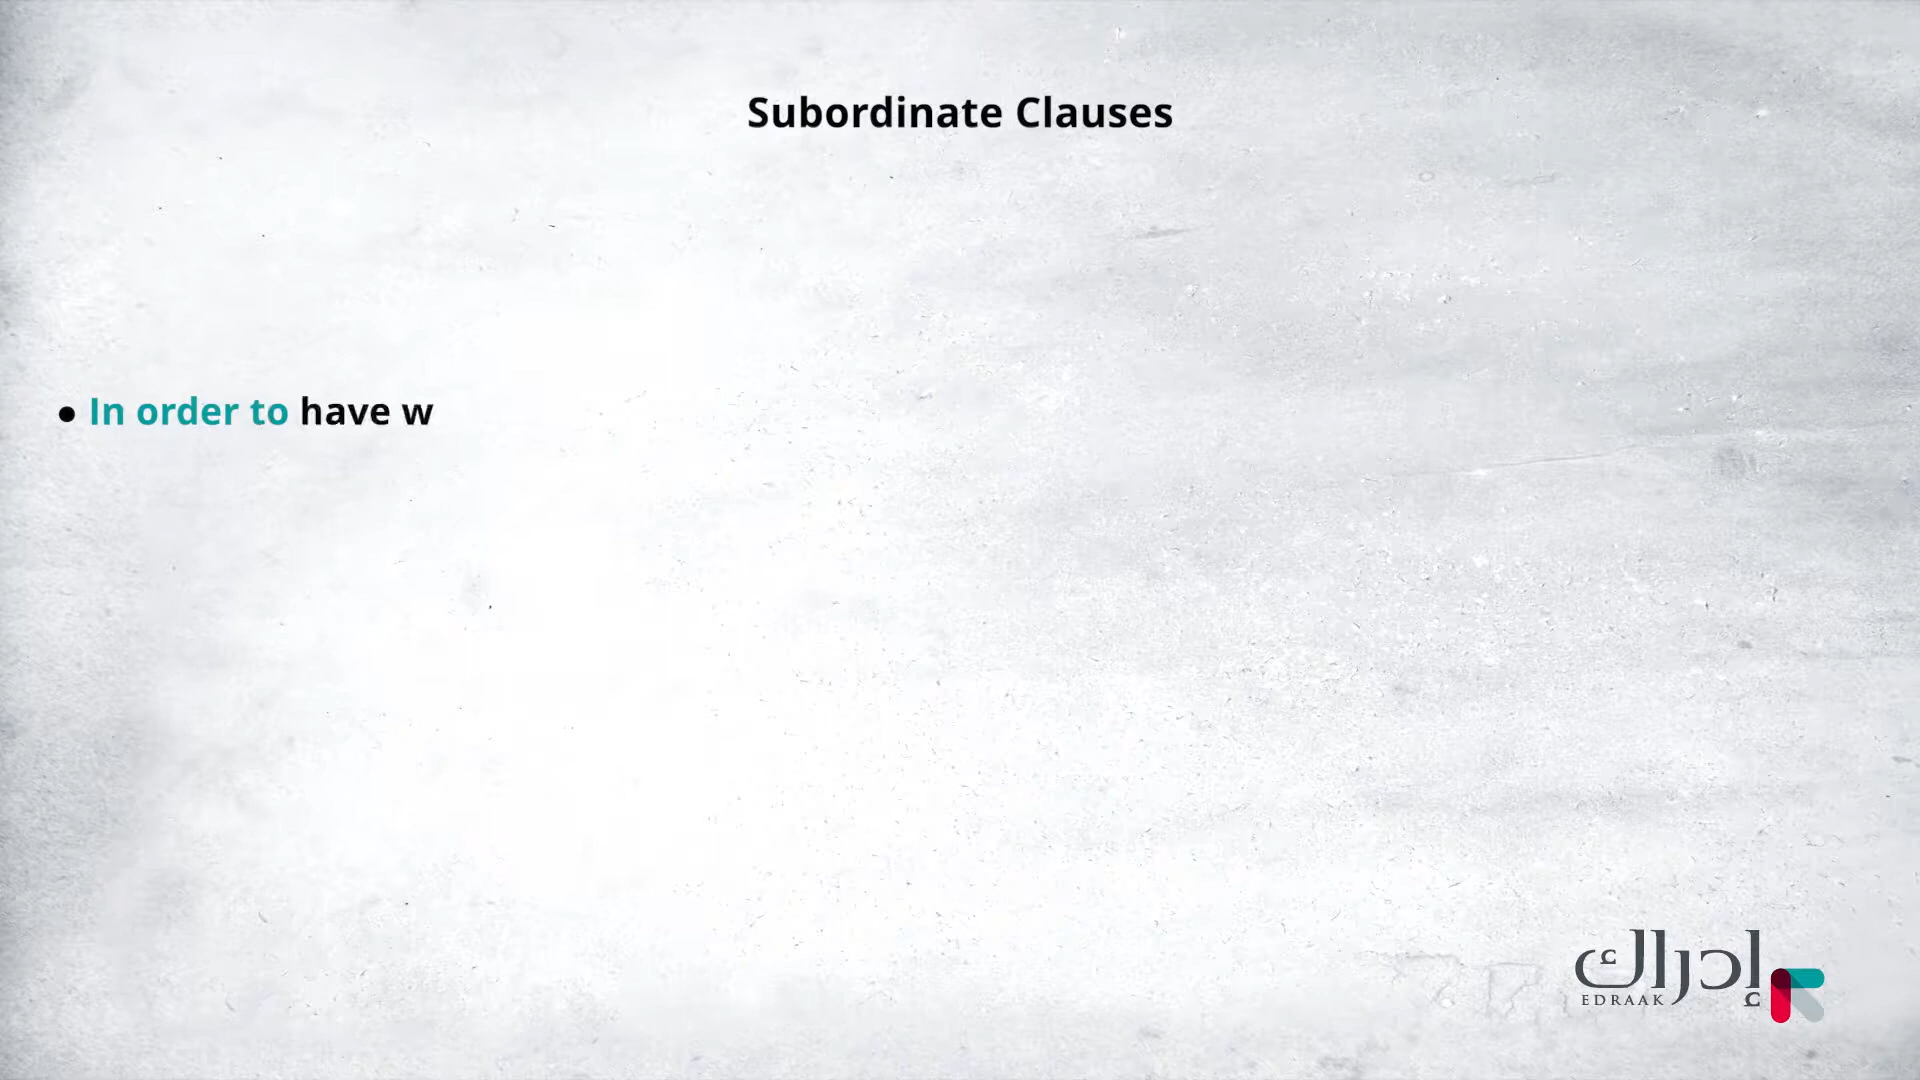 Subordinate Clauses
• In order to have w
إدراك
EDRAAK